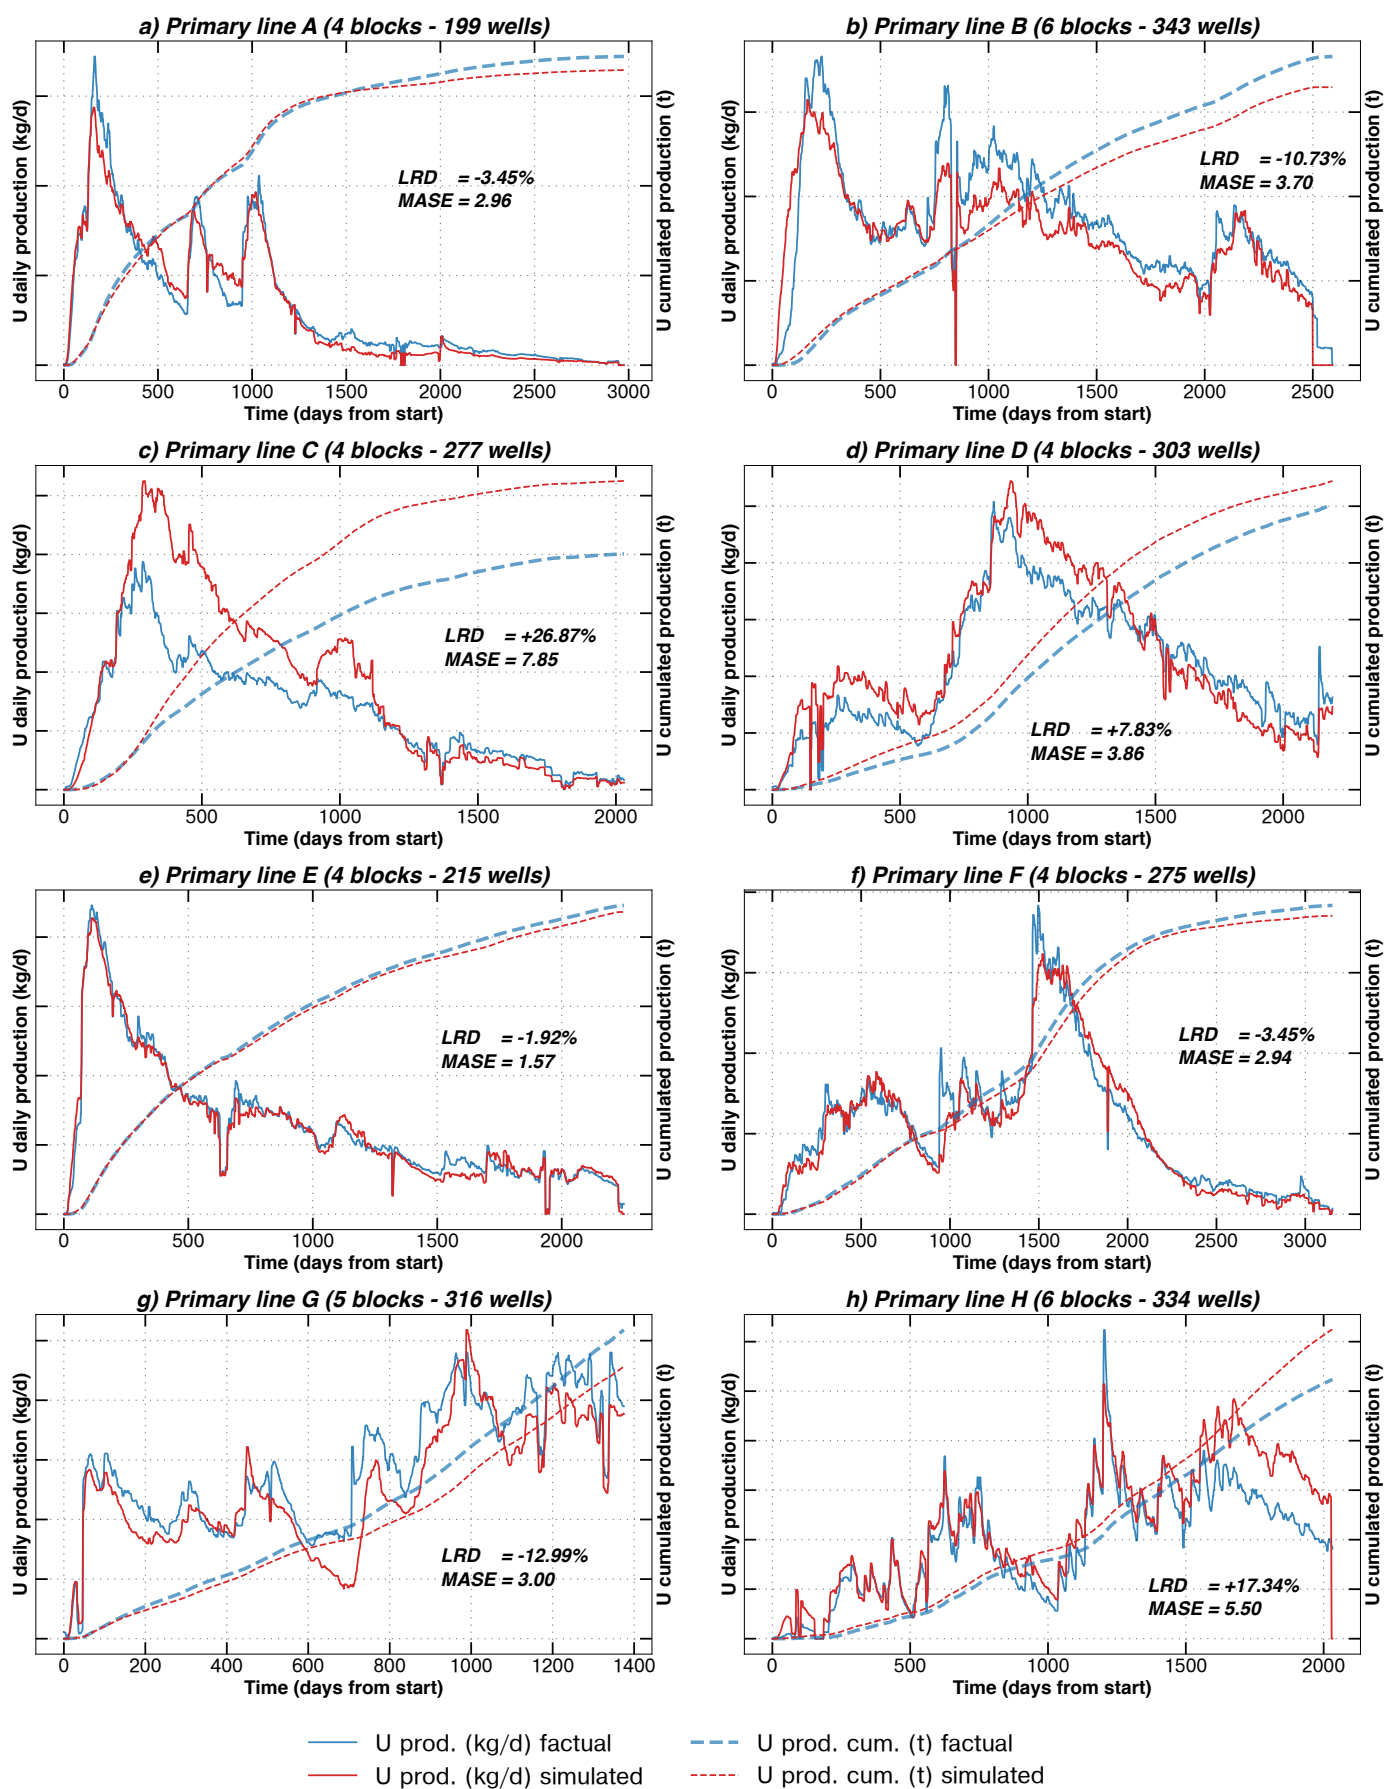 a) Primary line A (4 blocks - 199 wells)
U daily production (kg/d)
U cumulated production (t)
LRD = -3.45%
MASE = 2.96
0 500 1000 1500 2000 2500 3000
Time (days from start)
b) Primary line B (6 blocks - 343 wells)
U daily production (kg/d)
U cumulated production (t)
LRD = -10.73%
MASE = 3.70
0 500 1000 1500 2000 2500
Time (days from start)
c) Primary line C (4 blocks - 277 wells)
U daily production (kg/d)
U cumulated production (t)
LRD = +26.87%
MASE = 7.85
0 500 1000 1500 2000
Time (days from start)
d) Primary line D (4 blocks - 303 wells)
U daily production (kg/d)
U cumulated production (t)
LRD = +7.83%
MASE = 3.86
0 500 1000 1500 2000
Time (days from start)
e) Primary line E (4 blocks - 215 wells)
U daily production (kg/d)
U cumulated production (t)
LRD = -1.92%
MASE = 1.57
0 500 1000 1500 2000
Time (days from start)
f) Primary line F (4 blocks - 275 wells)
U daily production (kg/d)
U cumulated production (t)
LRD = -3.45%
MASE = 2.94
0 500 1000 1500 2000 2500 3000
Time (days from start)
g) Primary line G (5 blocks - 316 wells)
U daily production (kg/d)
U cumulated production (t)
LRD = -12.99%
MASE = 3.00
0 200 400 600 800 1000 1200 1400
Time (days from start)
h) Primary line H (6 blocks - 334 wells)
U daily production (kg/d)
U cumulated production (t)
LRD = +17.34%
MASE = 5.50
0 500 1000 1500 2000
Time (days from start)
U prod. (kg/d) factual
U prod. cum. (t) factual
U prod. (kg/d) simulated
U prod. cum. (t) simulated